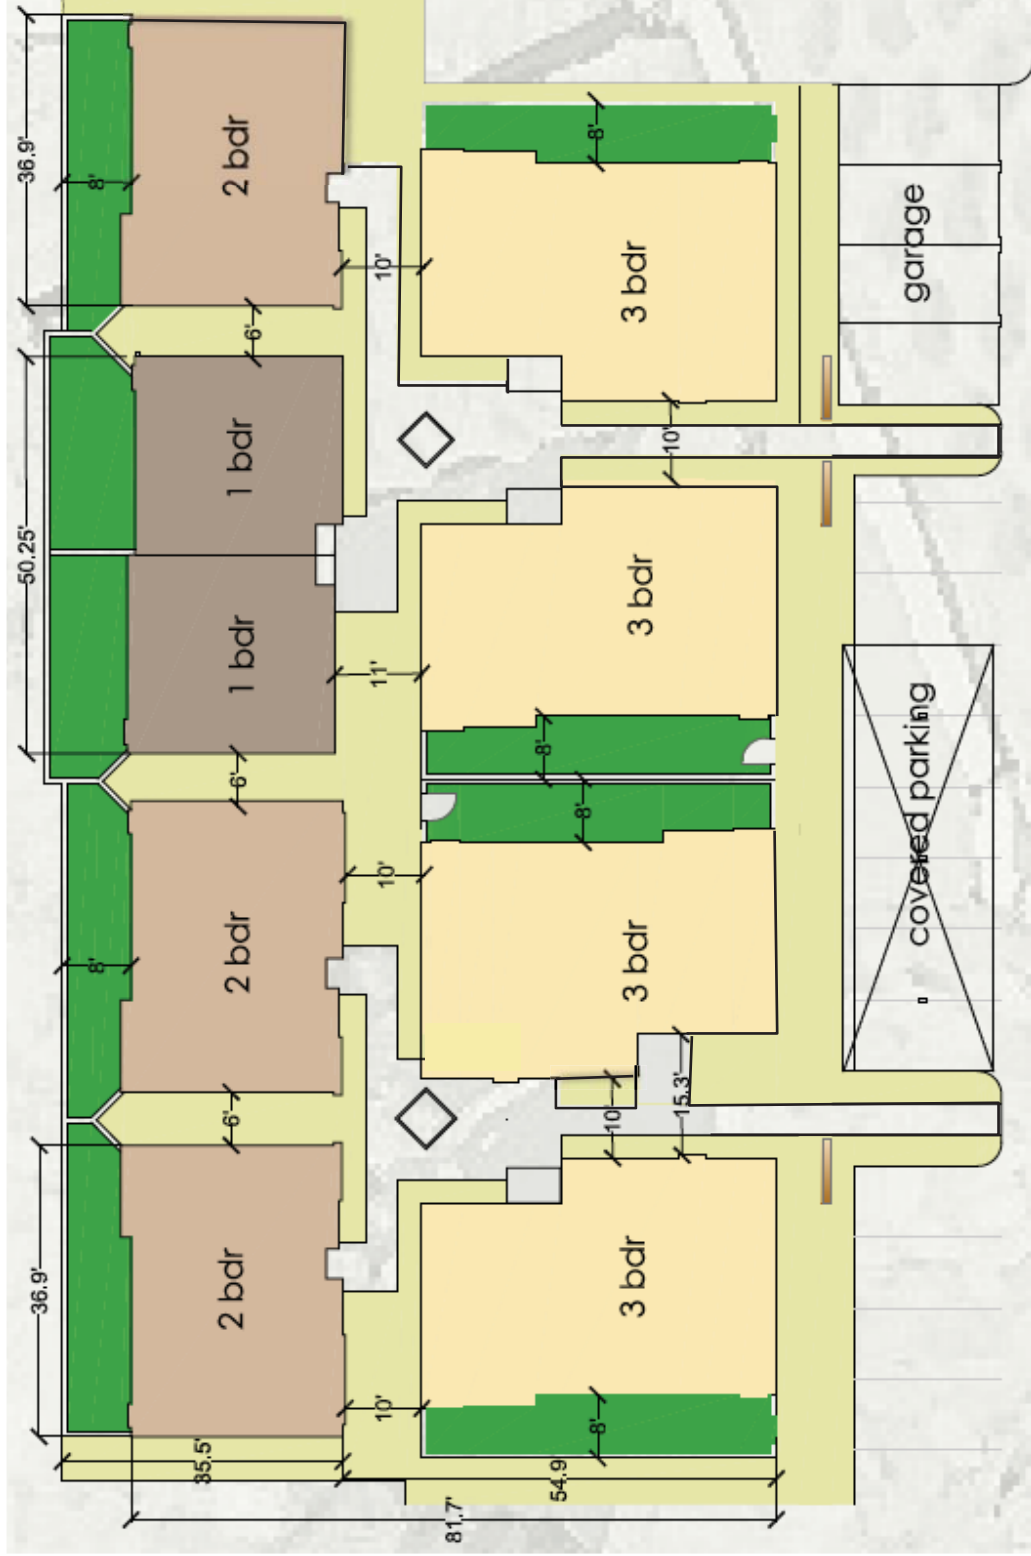 36.9'
8'
2 bdr
8'
10'
3 bdr
garage
6'
50.25'
1 bdr
10'
1 bdr
11'
3 bdr
6'
8'
8'
covered parking
10'
8'
2 bdr
3 bdr
6'
10'
15.3'
36.9'
2 bdr
3 bdr
10'
8'
35.5'
54.9'
81.7'